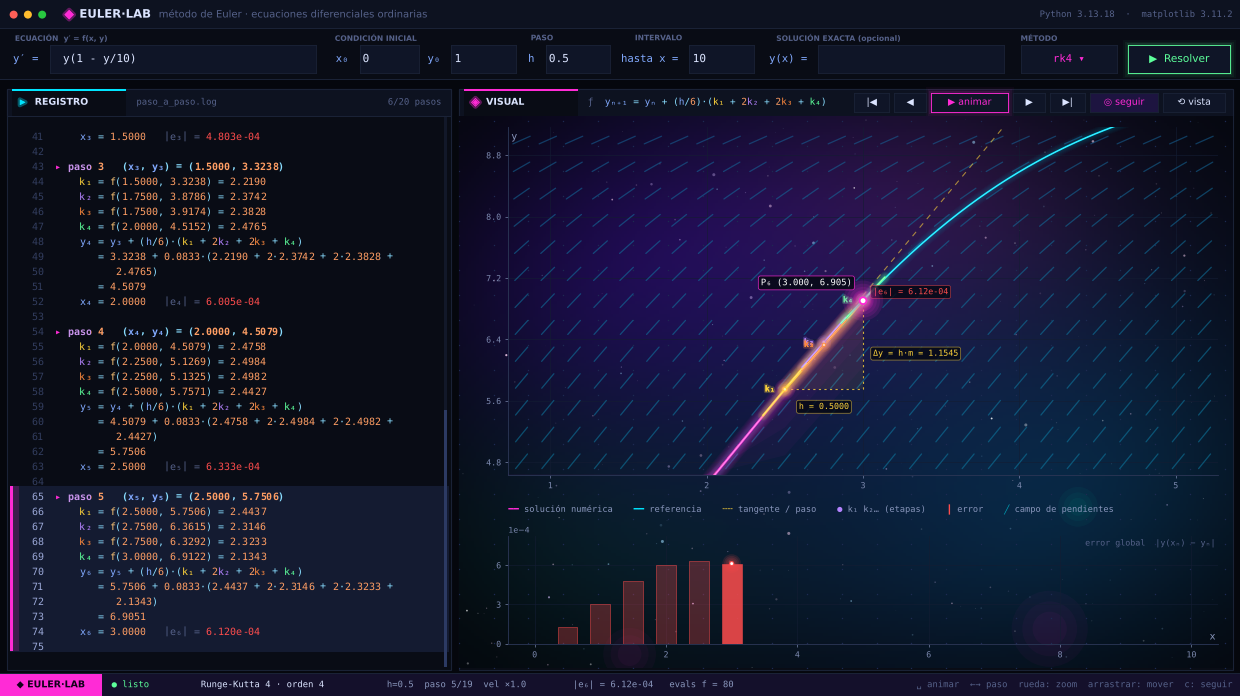 EULER·LAB método de Euler · ecuaciones diferenciales ordinarias Python 3.13.18 · matplotlib 3.11.2
ECUACIÓN y′ = f(x, y) CONDICIÓN INICIAL PASO INTERVALO SOLUCIÓN EXACTA (opcional) MÉTODO
y′ = y(1 - y/10) x₀ 0 y₀ 1 h 0.5 hasta x = 10 y(x) = rk4 ▾ ▶ Resolver
REGISTRO paso_a_paso.log 6/20 pasos
41 x₃ = 1.5000 |e₃| = 4.803e-04
42
43 ▸ paso 3 (x₃, y₃) = (1.5000, 3.3238)
44 k₁ = f(1.5000, 3.3238) = 2.2190
45 k₂ = f(1.7500, 3.8786) = 2.3742
46 k₃ = f(1.7500, 3.9174) = 2.3828
47 k₄ = f(2.0000, 4.5152) = 2.4765
48 y₄ = y₃ + (h/6)·(k₁ + 2k₂ + 2k₃ + k₄)
49 = 3.3238 + 0.0833·(2.2190 + 2·2.3742 + 2·2.3828 +
50 2.4765)
51 = 4.5079
52 x₄ = 2.0000 |e₄| = 6.005e-04
53
54 ▸ paso 4 (x₄, y₄) = (2.0000, 4.5079)
55 k₁ = f(2.0000, 4.5079) = 2.4758
56 k₂ = f(2.2500, 5.1269) = 2.4984
57 k₃ = f(2.2500, 5.1325) = 2.4982
58 k₄ = f(2.5000, 5.7571) = 2.4427
59 y₅ = y₄ + (h/6)·(k₁ + 2k₂ + 2k₃ + k₄)
60 = 4.5079 + 0.0833·(2.4758 + 2·2.4984 + 2·2.4982 +
61 2.4427)
62 = 5.7506
63 x₅ = 2.5000 |e₅| = 6.333e-04
64
65 ▸ paso 5 (x₅, y₅) = (2.5000, 5.7506)
66 k₁ = f(2.5000, 5.7506) = 2.4437
67 k₂ = f(2.7500, 6.3615) = 2.3146
68 k₃ = f(2.7500, 6.3292) = 2.3233
69 k₄ = f(3.0000, 6.9122) = 2.1343
70 y₆ = y₅ + (h/6)·(k₁ + 2k₂ + 2k₃ + k₄)
71 = 5.7506 + 0.0833·(2.4437 + 2·2.3146 + 2·2.3233 +
72 2.1343)
73 = 6.9051
74 x₆ = 3.0000 |e₆| = 6.120e-04
75
VISUAL ƒ yₙ₊₁ = yₙ + (h/6)·(k₁ + 2k₂ + 2k₃ + k₄) |◀ ◀ ▶ animar ▶ ▶| ◎ seguir ⟲ vista
y
8.8
8.0
7.2
6.4
5.6
4.8
P₆ (3.000, 6.905)
|e₆| = 6.12e-04
k₄
k₃
k₁
Δy = h·m = 1.1545
h = 0.5000
1 2 3 4 5
solución numérica referencia tangente / paso k₁ k₂… (etapas) error campo de pendientes
1e−4
error global |y(xₙ) − yₙ|
6
3
0
x
0 2 4 6 8 10
◆ EULER·LAB ● listo Runge-Kutta 4 · orden 4 h=0.5 paso 5/19 vel ×1.0 |e₆| = 6.12e-04 evals f = 80 ␣ animar ←→ paso rueda: zoom arrastrar: mover c: seguir